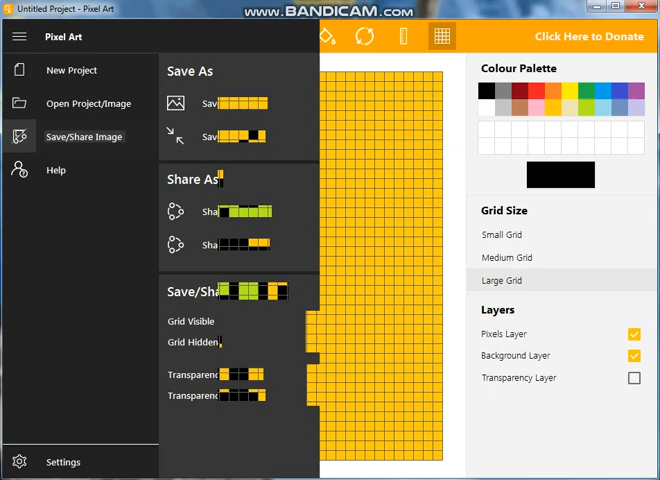 Untitled Project - Pixel Art
www.BANDICAM.com
Pixel Art
Click Here to Donate
New Project
Open Project/Image
Save/Share Image
Help
Settings
Save As
Sav
Sav
Share As
Sha
Sha
Save/Sha
Grid Visible
Grid Hidden
Transparenc
Transparenc
Colour Palette
Grid Size
Small Grid
Medium Grid
Large Grid
Layers
Pixels Layer
Background Layer
Transparency Layer